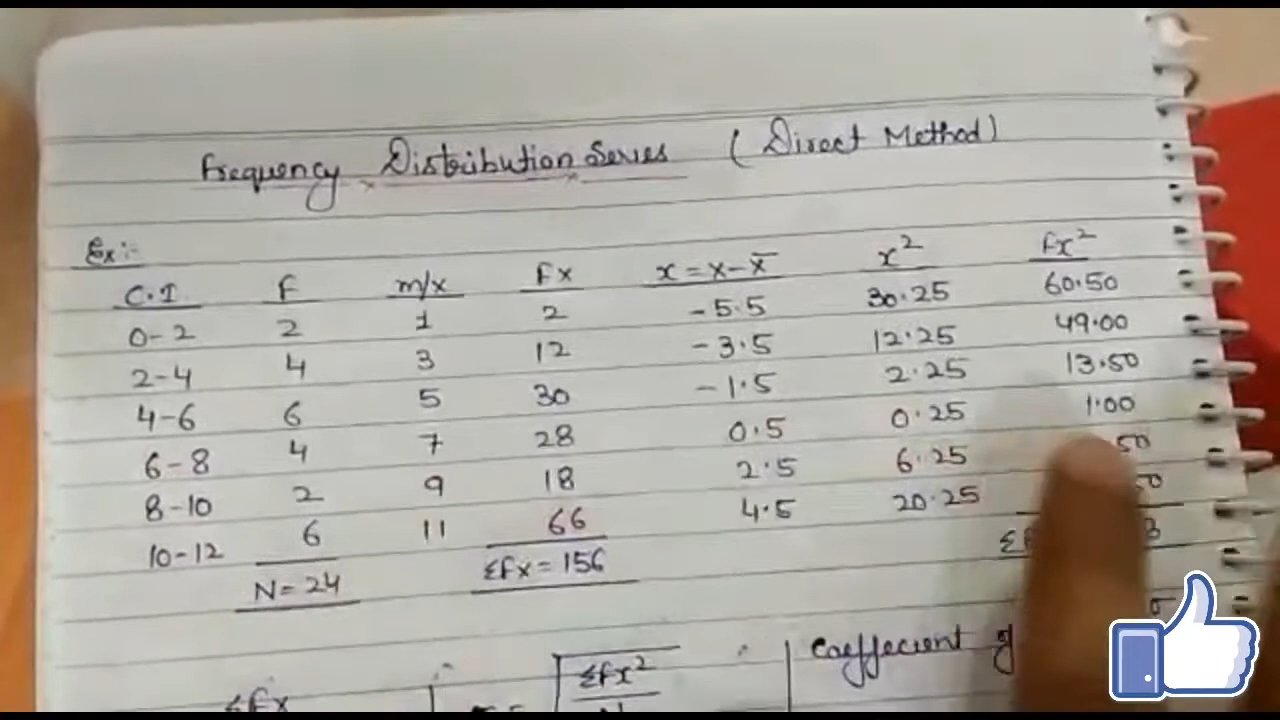 Frequency Distribution Series (Direct Method)
Ex:-
C.I F m/x Fx x = x - x̄ x² Fx²
0-2 2 1 2 -5.5 30.25 60.50
2-4 4 3 12 -3.5 12.25 49.00
4-6 6 5 30 -1.5 2.25 13.50
6-8 4 7 28 0.5 0.25 1.00
8-10 2 9 18 2.5 6.25
10-12 6 11 66 4.5 20.25
N = 24 ΣFx = 156
ΣFx ΣFx² Coeffecient of
N